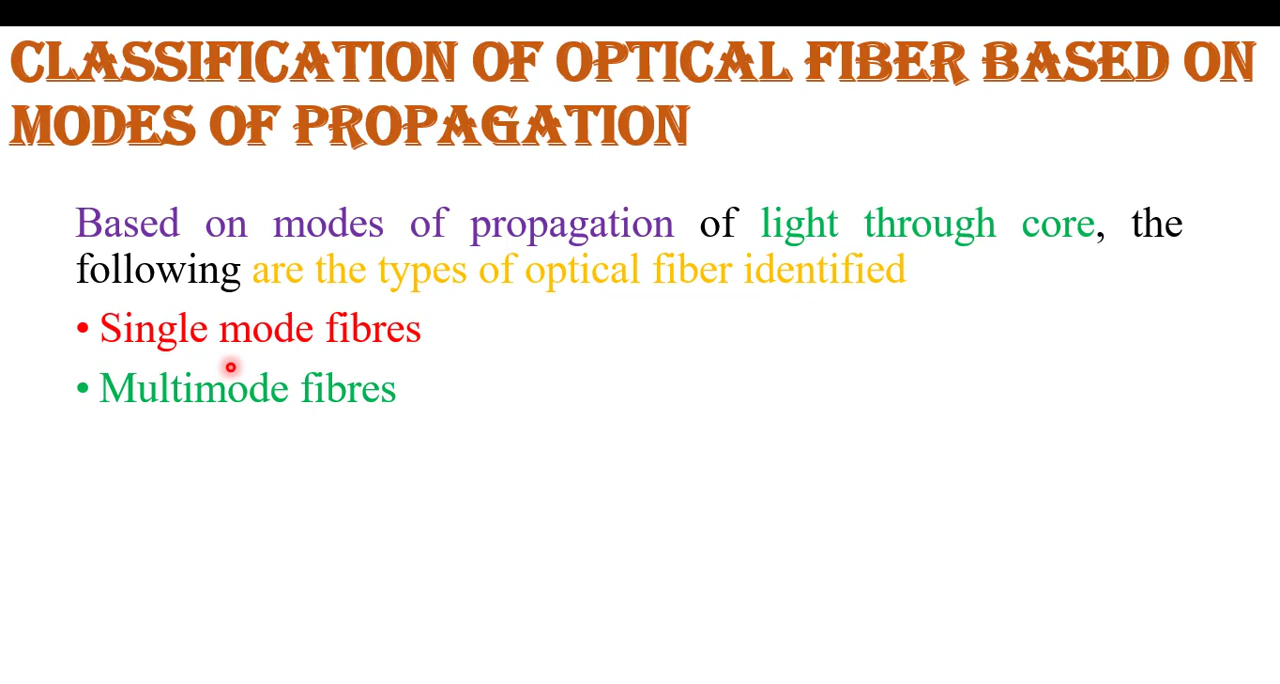 CLASSIFICATION OF OPTICAL FIBER BASED ON
MODES OF PROPAGATION
Based on modes of propagation of light through core, the
following are the types of optical fiber identified
• Single mode fibres
• Multimode fibres